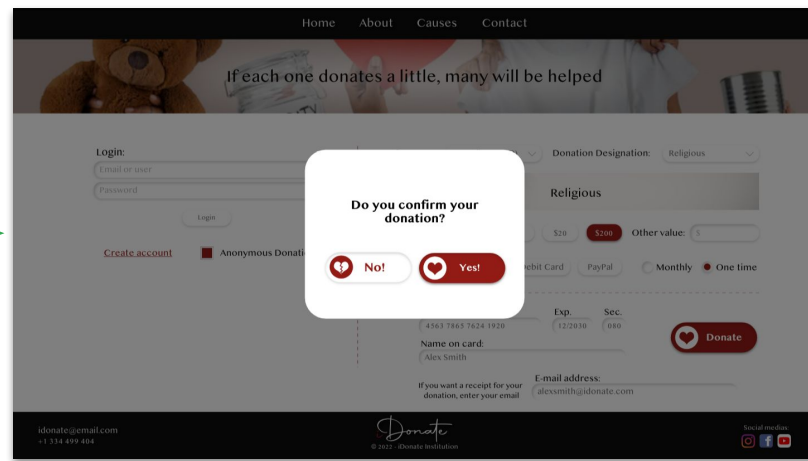 Home About Causes Contact
If each one donates a little, many will be helped
Login:
Email or user
Password
Login
Create account
Anonymous Donati
Donation Designation: Religious
Religious
$20 $200 Other value: $
ebit Card PayPal Monthly One time
Do you confirm your
donation?
No! Yes!
Exp. Sec.
4563 7865 7624 1920 12/2030 080
Name on card:
Alex Smith
Donate
If you want a receipt for your
donation, enter your email
E-mail address:
alexsmith@idonate.com
idonate@email.com
+1 334 499 404
Donate
© 2022 - iDonate Institution
Social medias: